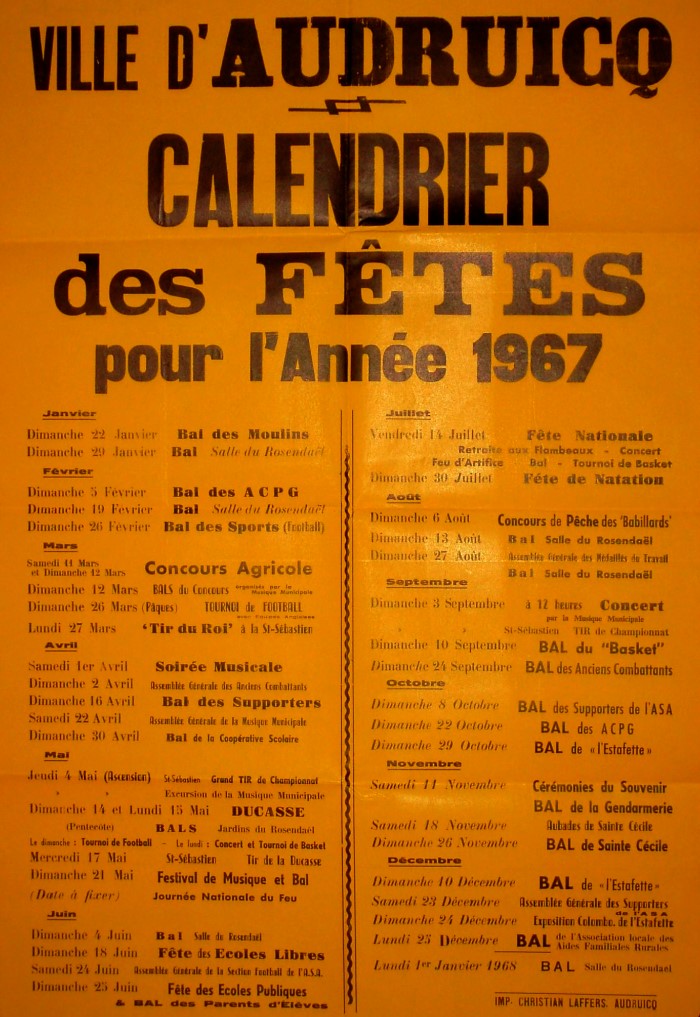 VILLE D'AUDRUICQ
CALENDRIER
des FÊTES
pour l'Année 1967
Janvier
Dimanche 22 Janvier Bal des Moulins
Dimanche 29 Janvier Bal Salle du Rosendaël
Février
Dimanche 5 Février Bal des A C P G
Dimanche 19 Février Bal Salle du Rosendaël
Dimanche 26 Février Bal des Sports (football)
Mars
Samedi 11 Mars
et Dimanche 12 Mars Concours Agricole
Dimanche 12 Mars BALS du Concours organisés par la
Musique Municipale
Dimanche 26 Mars (Pâques) TOURNOI de FOOTBALL
avec Equipes Anglaises
Lundi 27 Mars 'Tir du Roi' à la St-Sébastien
Avril
Samedi 1er Avril Soirée Musicale
Dimanche 2 Avril Assemblée Générale des Anciens Combattants
Dimanche 16 Avril Bal des Supporters
Samedi 22 Avril Assemblée Générale de la Musique Municipale
Dimanche 30 Avril Bal de la Coopérative Scolaire
Mai
Jeudi 4 Mai (Ascension) St-Sébastien Grand TIR de Championnat
» » Excursion de la Musique Municipale
Dimanche 14 et Lundi 15 Mai DUCASSE
(Pentecôte) BALS Jardins du Rosendaël
Le dimanche : Tournoi de Football - Le lundi : Concert et Tournoi de Basket
Mercredi 17 Mai St-Sébastien Tir de la Ducasse
Dimanche 21 Mai Festival de Musique et Bal
(Date à fixer) Journée Nationale du Feu
Juin
Dimanche 4 Juin Bal Salle du Rosendaël
Dimanche 18 Juin Fête des Ecoles Libres
Samedi 24 Juin Assemblée Générale de la Section Football de l'A.S.A.
Dimanche 25 Juin Fête des Ecoles Publiques
& BAL des Parents d'Elèves
Juillet
Vendredi 14 Juillet Fête Nationale
Retraite aux Flambeaux - Concert
Feu d'Artifice Bal - Tournoi de Basket
Dimanche 30 Juillet Fête de Natation
Août
Dimanche 6 Août Concours de Pêche des 'Babillards'
Dimanche 13 Août Bal Salle du Rosendaël
Dimanche 27 Août Assemblée Générale des Médaillés du Travail
Bal Salle du Rosendaël
Septembre
Dimanche 3 Septembre à 12 heures Concert
par la Musique Municipale
» » St-Sébastien TIR de Championnat
Dimanche 10 Septembre BAL du "Basket"
Dimanche 24 Septembre BAL des Anciens Combattants
Octobre
Dimanche 8 Octobre BAL des Supporters de l'ASA
Dimanche 22 Octobre BAL des ACPG
Dimanche 29 Octobre BAL de «l'Estafette»
Novembre
Samedi 11 Novembre Cérémonies du Souvenir
BAL de la Gendarmerie
Samedi 18 Novembre Aubades de Sainte Cécile
Dimanche 26 Novembre BAL de Sainte Cécile
Décembre
Dimanche 10 Décembre BAL de «l'Estafette»
Samedi 23 Décembre Assemblée Générale des Supporters
de l'ASA
Dimanche 24 Décembre Exposition Colombo. de l'Estafette
Lundi 25 Décembre BAL de l'Association locale des
Aides Familiales Rurales
Lundi 1er Janvier 1968 BAL Salle du Rosendaël
IMP. CHRISTIAN LAFFERS, AUDRUICQ